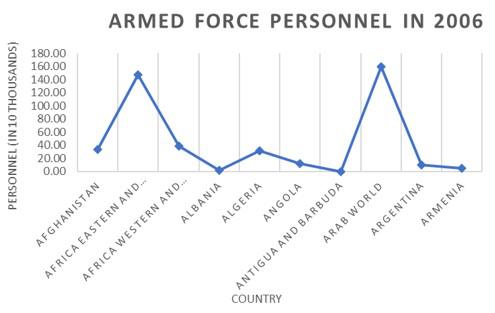 ARMED FORCE PERSONNEL IN 2006
PERSONNEL (IN 10 THOUSANDS)
180.00
160.00
140.00
120.00
100.00
80.00
60.00
40.00
20.00
0.00
AFGHANISTAN
AFRICA EASTERN AND...
AFRICA WESTERN AND...
ALBANIA
ALGERIA
ANGOLA
ANTIGUA AND BARBUDA
ARAB WORLD
ARGENTINA
ARMENIA
COUNTRY